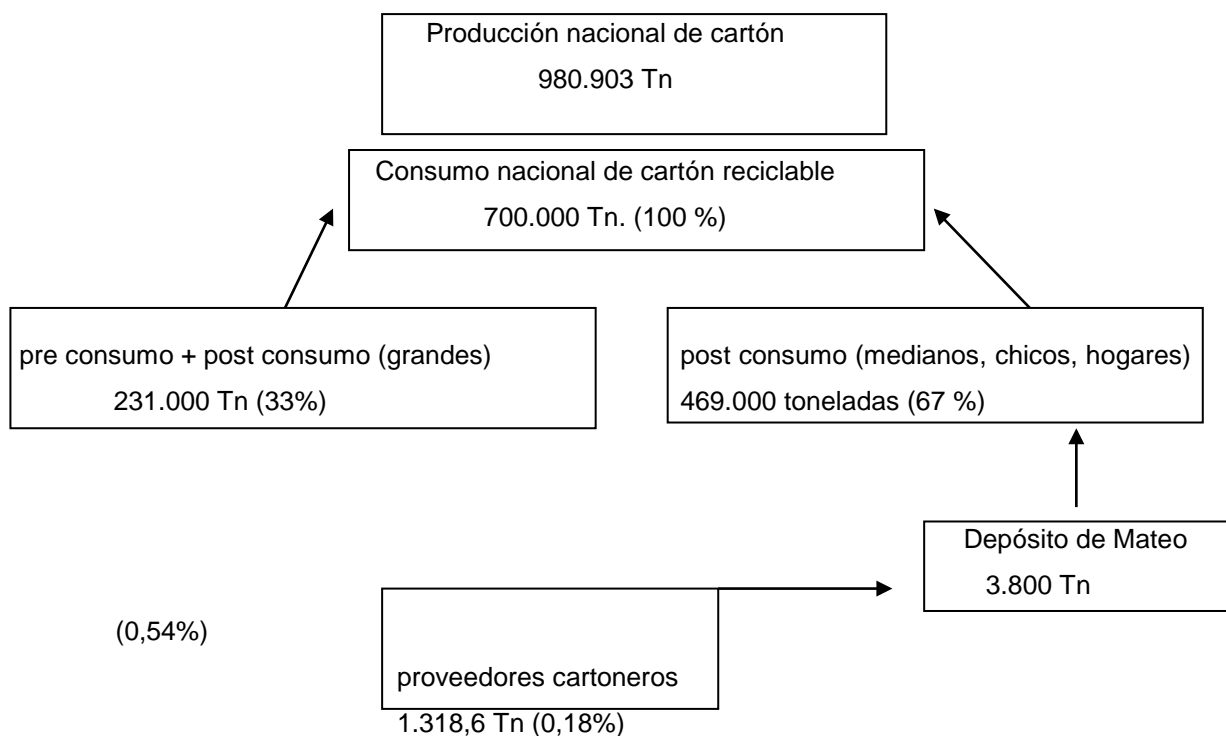 Producción nacional de cartón
980.903 Tn
Consumo nacional de cartón reciclable
700.000 Tn. (100 %)
pre consumo + post consumo (grandes)
231.000 Tn (33%)
post consumo (medianos, chicos, hogares)
469.000 toneladas (67 %)
Depósito de Mateo
3.800 Tn
(0,54%)
proveedores cartoneros
1.318,6 Tn (0,18%)